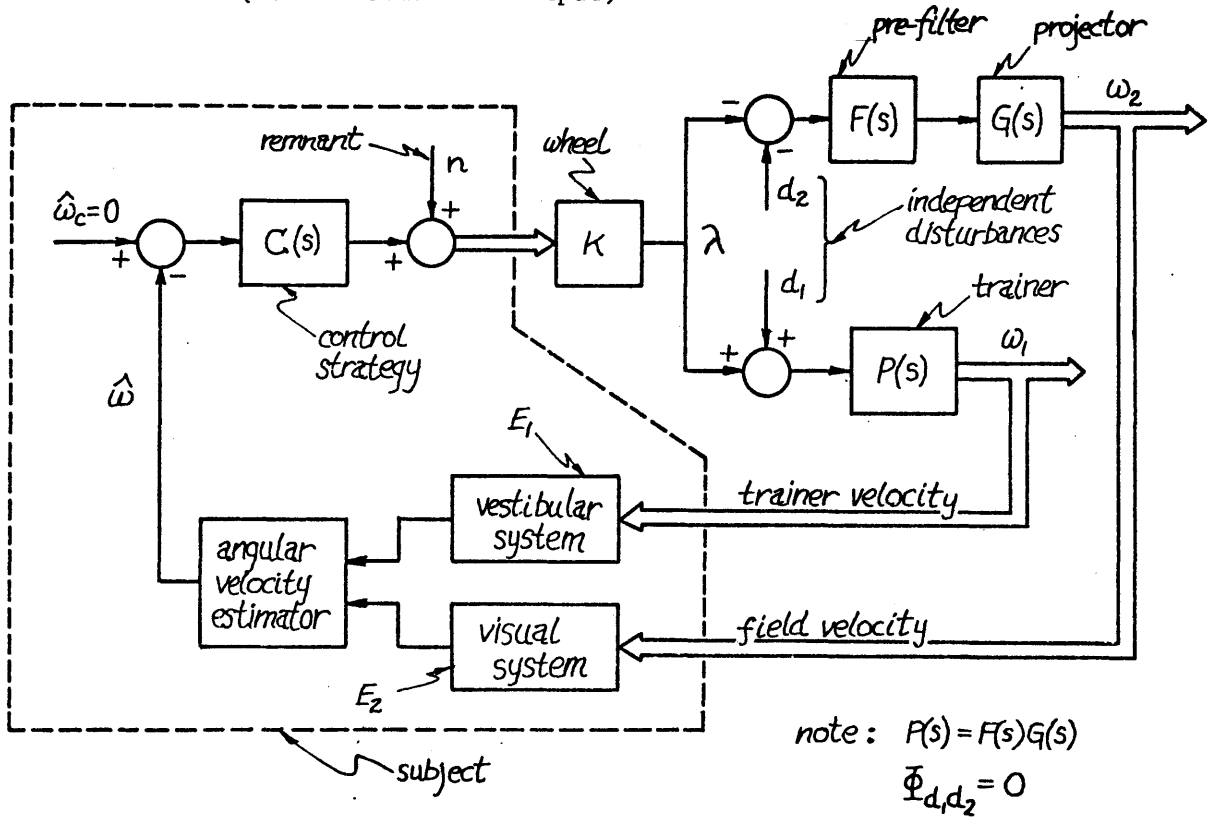 pre-filter
projector
F(s)
G(s)
ω₂
remnant
n
wheel
ω̂c=0
C(s)
K
λ
d₂
d₁
independent
disturbances
control
strategy
trainer
P(s)
ω₁
ω̂
E₁
vestibular
system
trainer velocity
angular
velocity
estimator
visual
system
field velocity
E₂
subject
note: P(s)=F(s)G(s)
Φd₁d₂=0